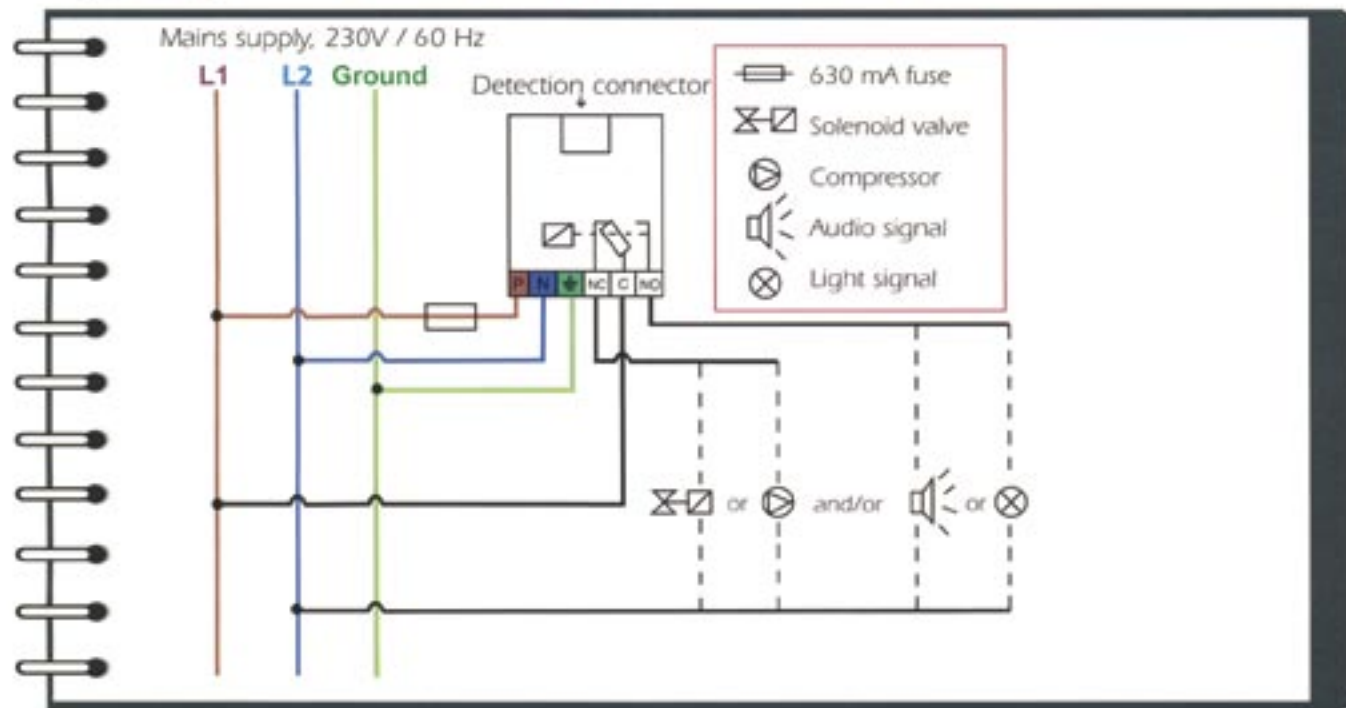 Mains supply, 230V / 60 Hz
L1 L2 Ground
Detection connector
630 mA fuse
Solenoid valve
Compressor
Audio signal
Light signal
P N NC C NO
or and/or or